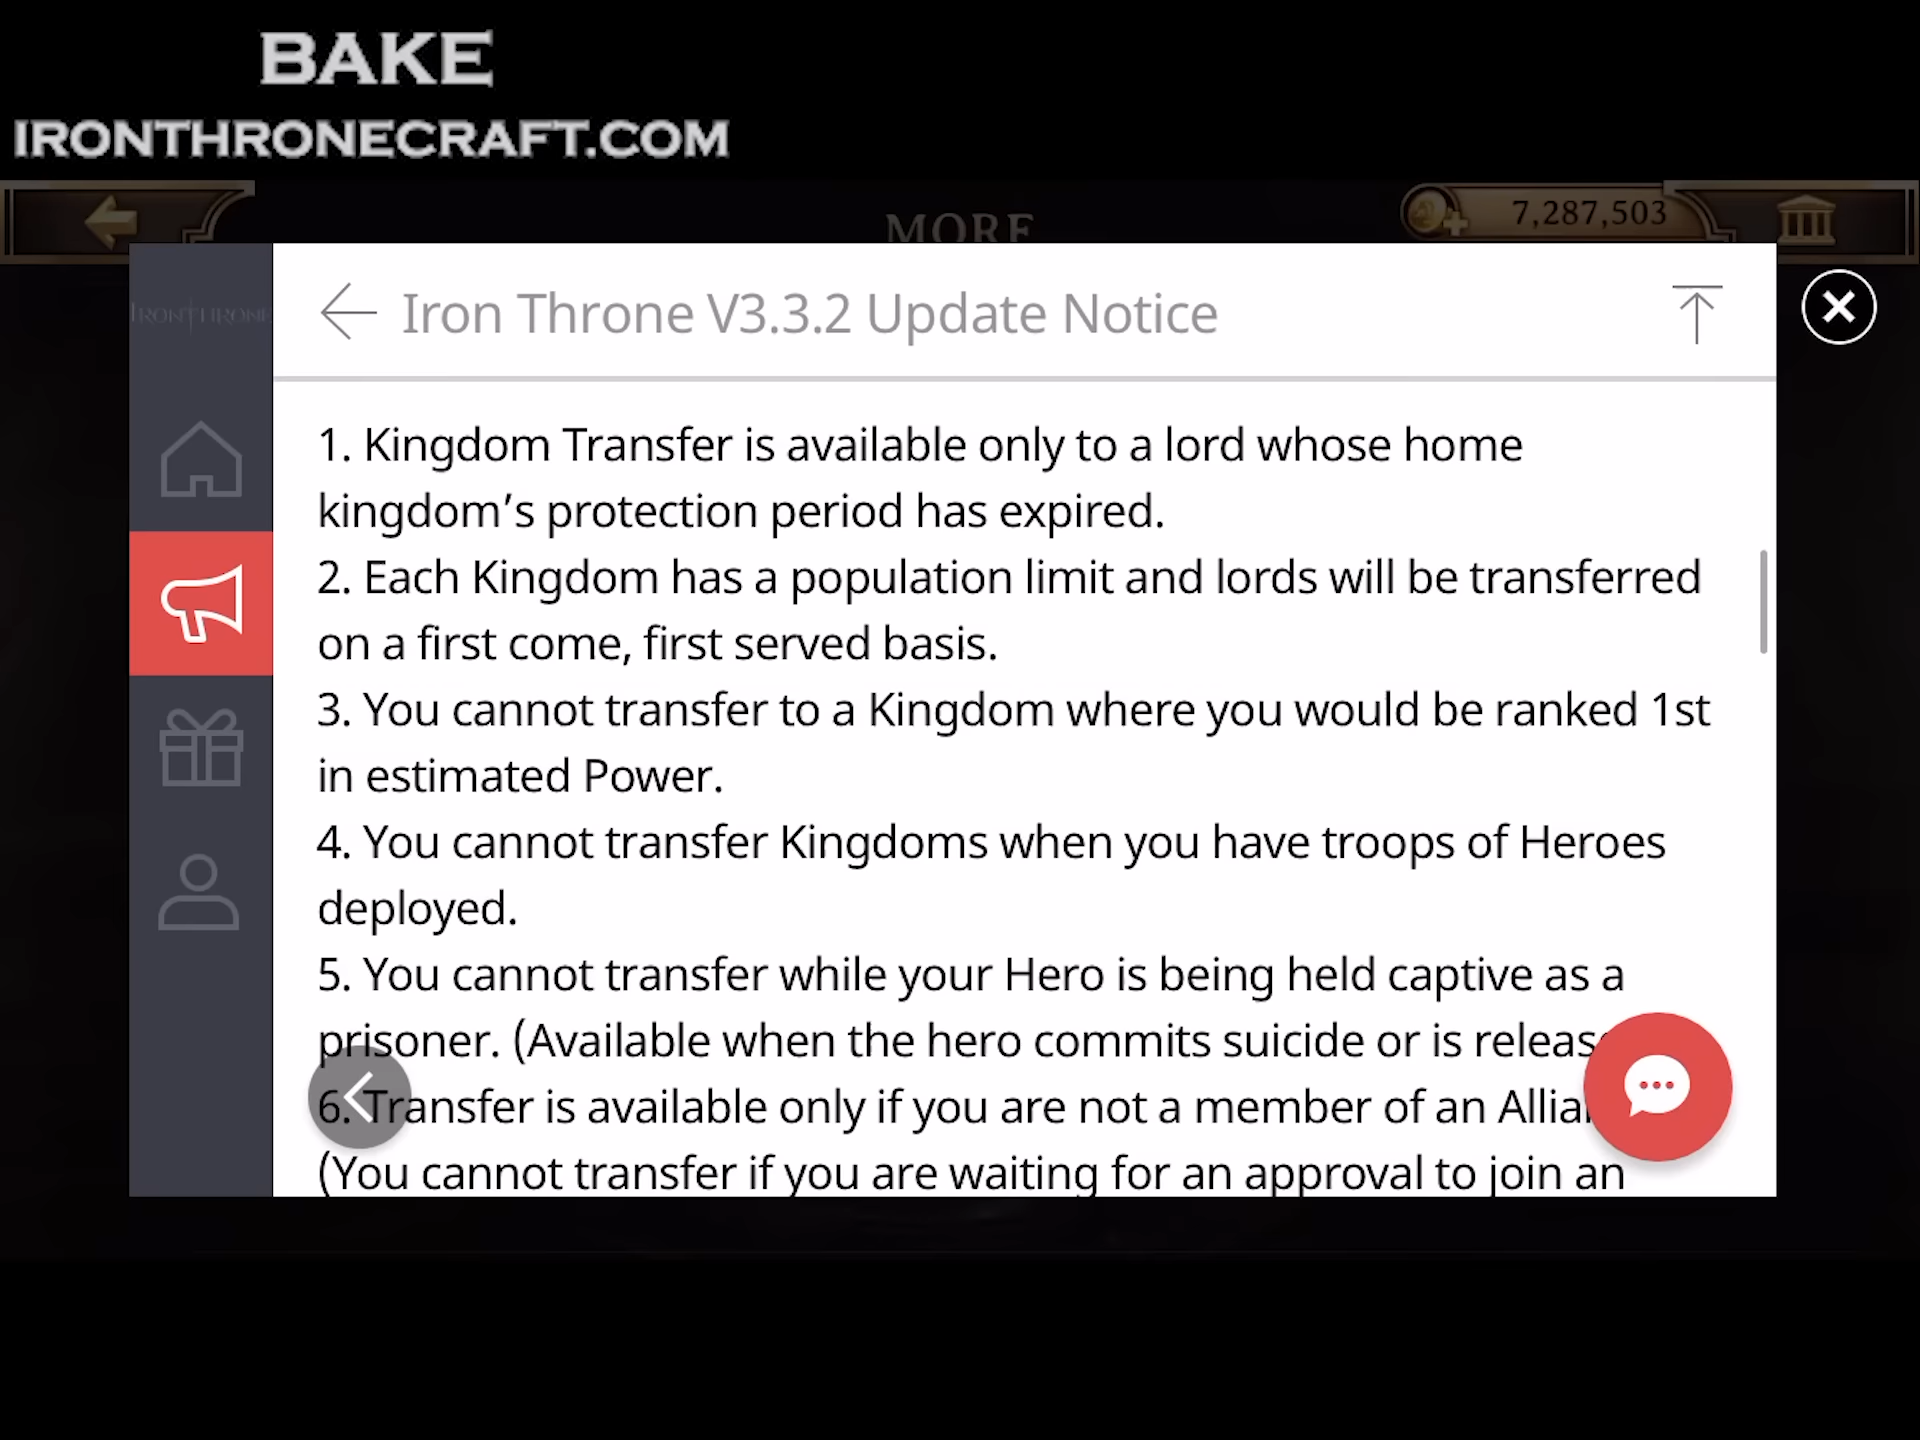 BAKE
IRONTHRONECRAFT.COM
MORE
7,287,503
IRON THRONE
Iron Throne V3.3.2 Update Notice
1. Kingdom Transfer is available only to a lord whose home
kingdom's protection period has expired.
2. Each Kingdom has a population limit and lords will be transferred
on a first come, first served basis.
3. You cannot transfer to a Kingdom where you would be ranked 1st
in estimated Power.
4. You cannot transfer Kingdoms when you have troops of Heroes
deployed.
5. You cannot transfer while your Hero is being held captive as a
prisoner. (Available when the hero commits suicide or is releas
6. Transfer is available only if you are not a member of an Allia
(You cannot transfer if you are waiting for an approval to join an